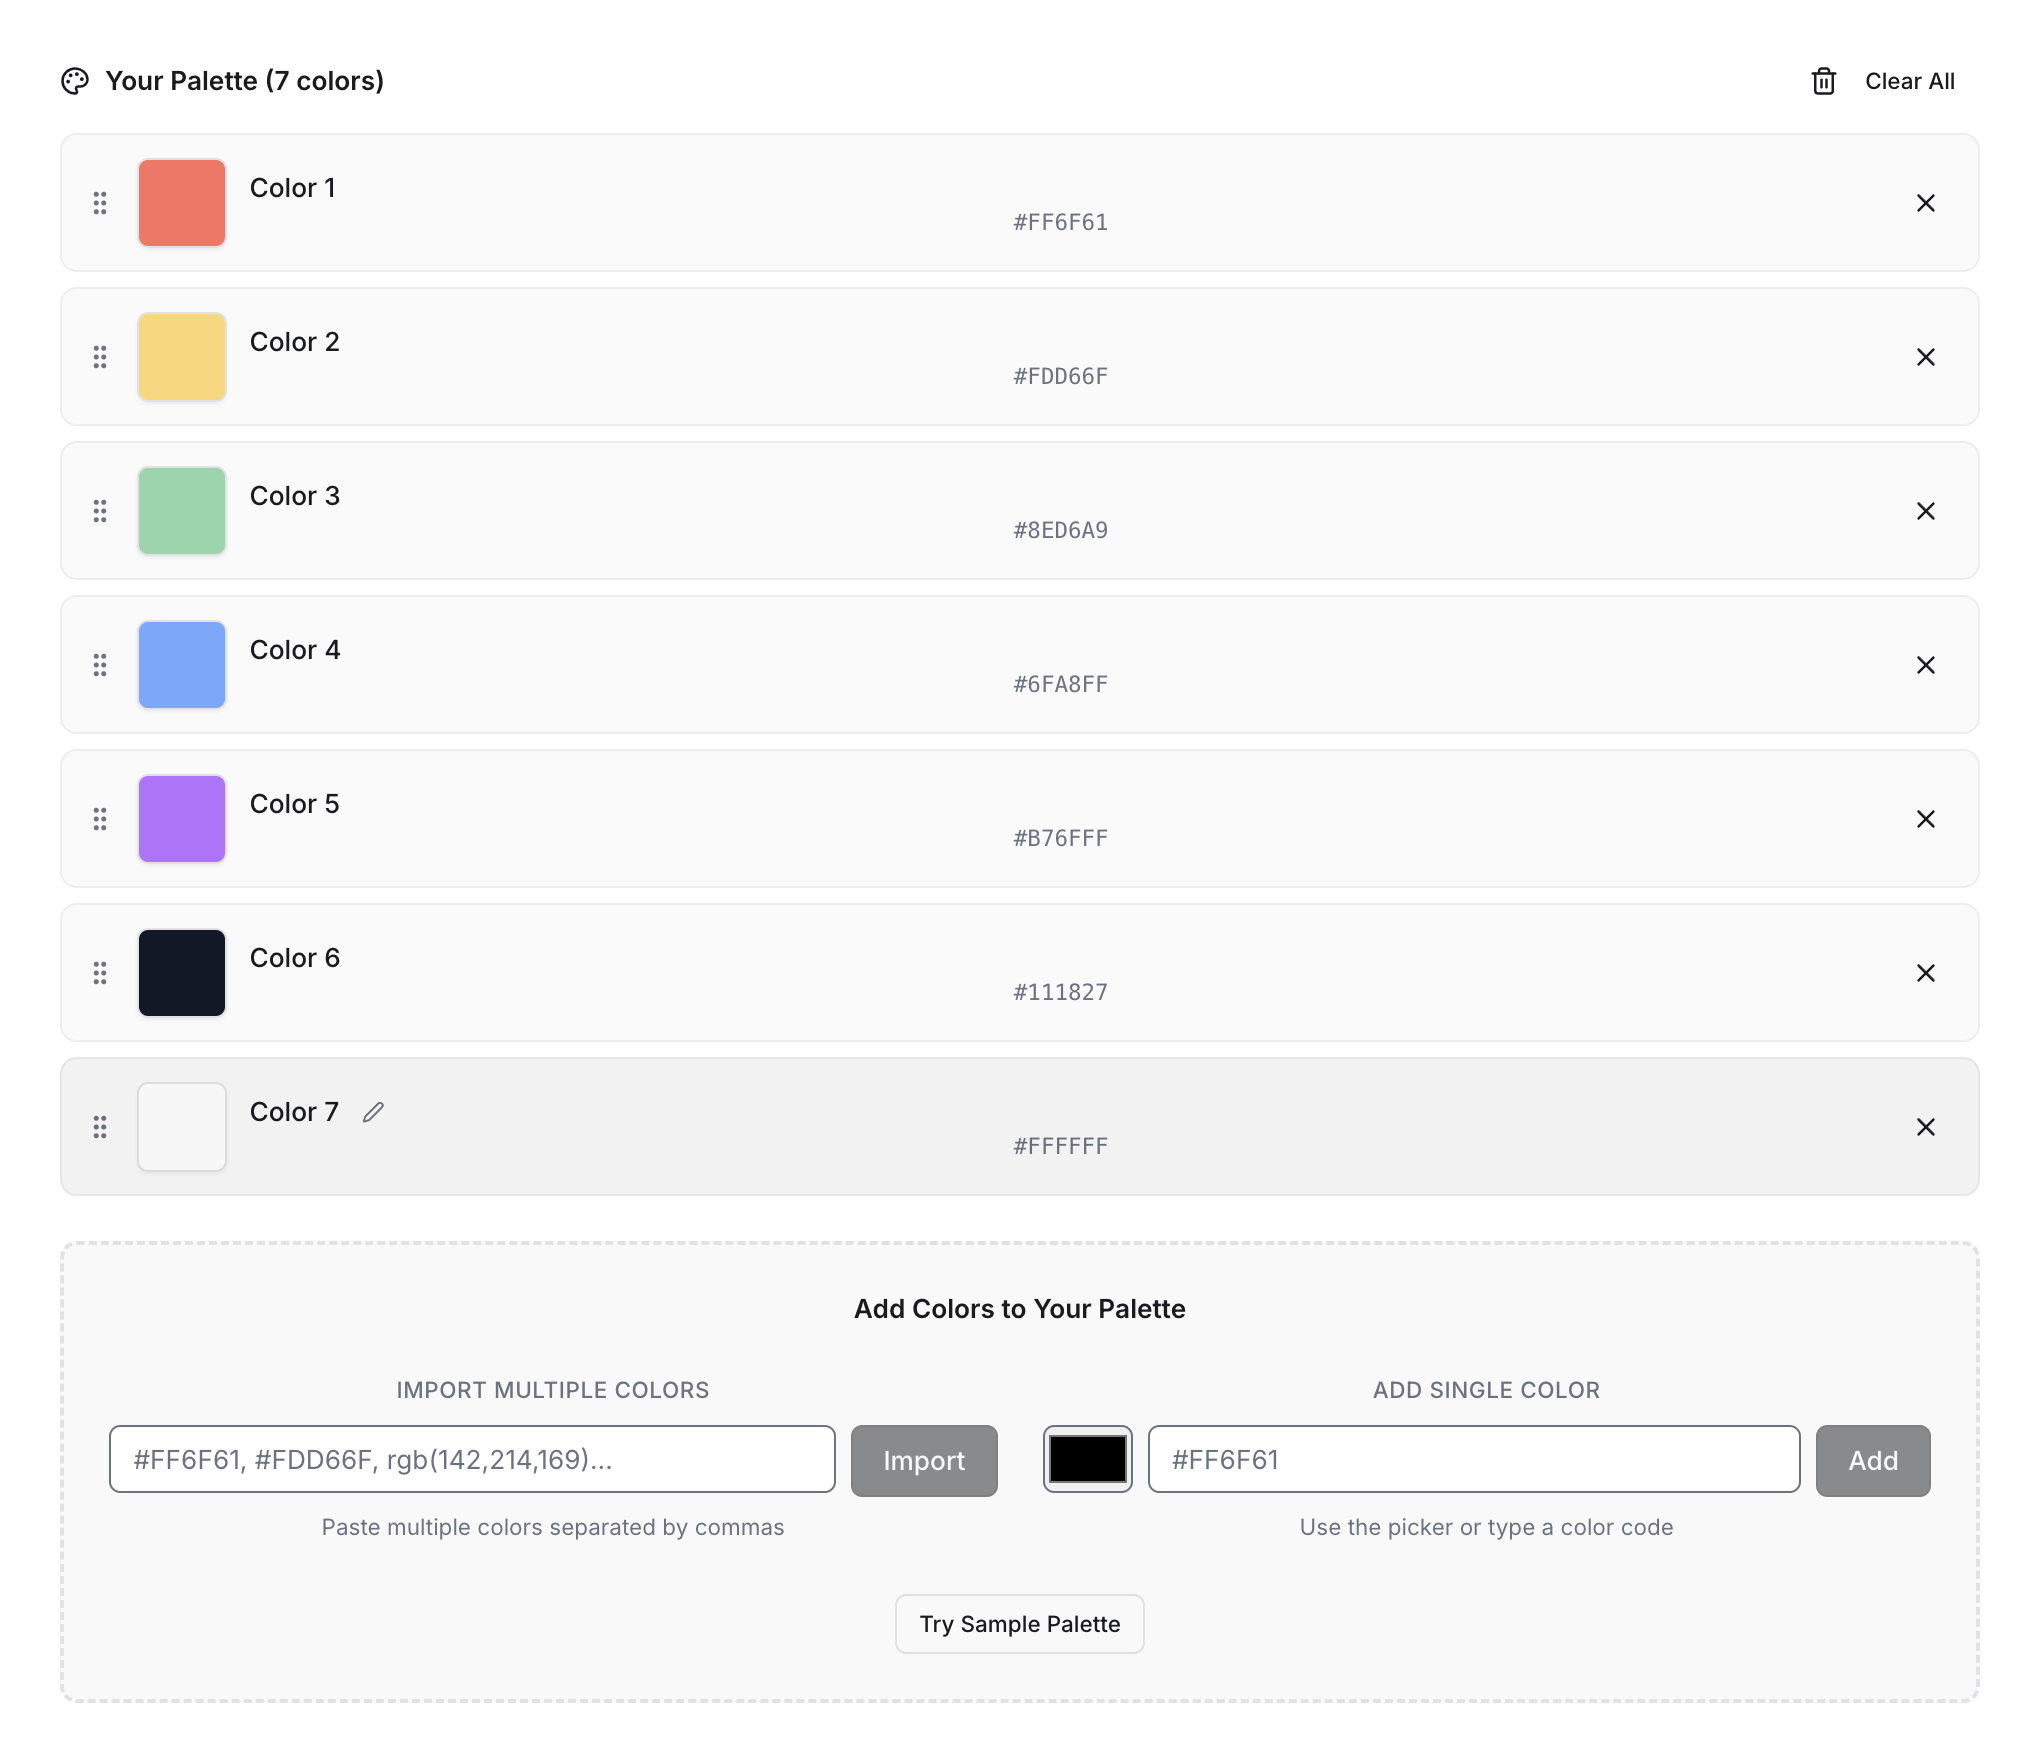 Your Palette (7 colors)
Clear All
Color 1
#FF6F61
Color 2
#FDD66F
Color 3
#8ED6A9
Color 4
#6FA8FF
Color 5
#B76FFF
Color 6
#111827
Color 7
#FFFFFF
Add Colors to Your Palette
IMPORT MULTIPLE COLORS
#FF6F61, #FDD66F, rgb(142,214,169)...
Import
Paste multiple colors separated by commas
ADD SINGLE COLOR
#FF6F61
Add
Use the picker or type a color code
Try Sample Palette